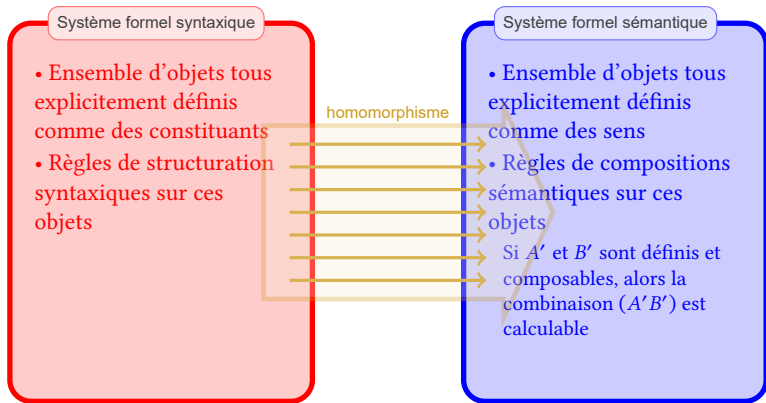 Système formel syntaxique
• Ensemble d'objets tous
explicitement définis
comme des constituants
• Règles de structuration
syntaxiques sur ces
objets
homomorphisme
Système formel sémantique
• Ensemble d'objets tous
explicitement définis
comme des sens
• Règles de compositions
sémantiques sur ces
objets
Si A′ et B′ sont définis et
composables, alors la
combinaison (A′B′) est
calculable